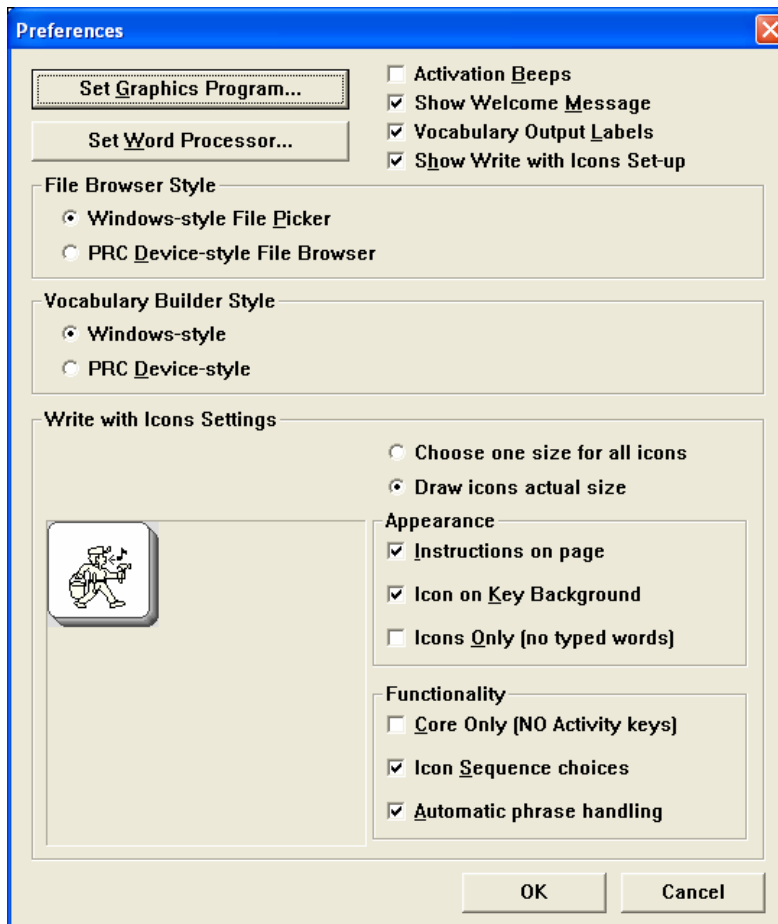 Preferences
Set Graphics Program...
Set Word Processor...
Activation Beeps
Show Welcome Message
Vocabulary Output Labels
Show Write with Icons Set-up
File Browser Style
Windows-style File Picker
PRC Device-style File Browser
Vocabulary Builder Style
Windows-style
PRC Device-style
Write with Icons Settings
Choose one size for all icons
Draw icons actual size
Appearance
Instructions on page
Icon on Key Background
Icons Only (no typed words)
Functionality
Core Only (NO Activity keys)
Icon Sequence choices
Automatic phrase handling
OK
Cancel